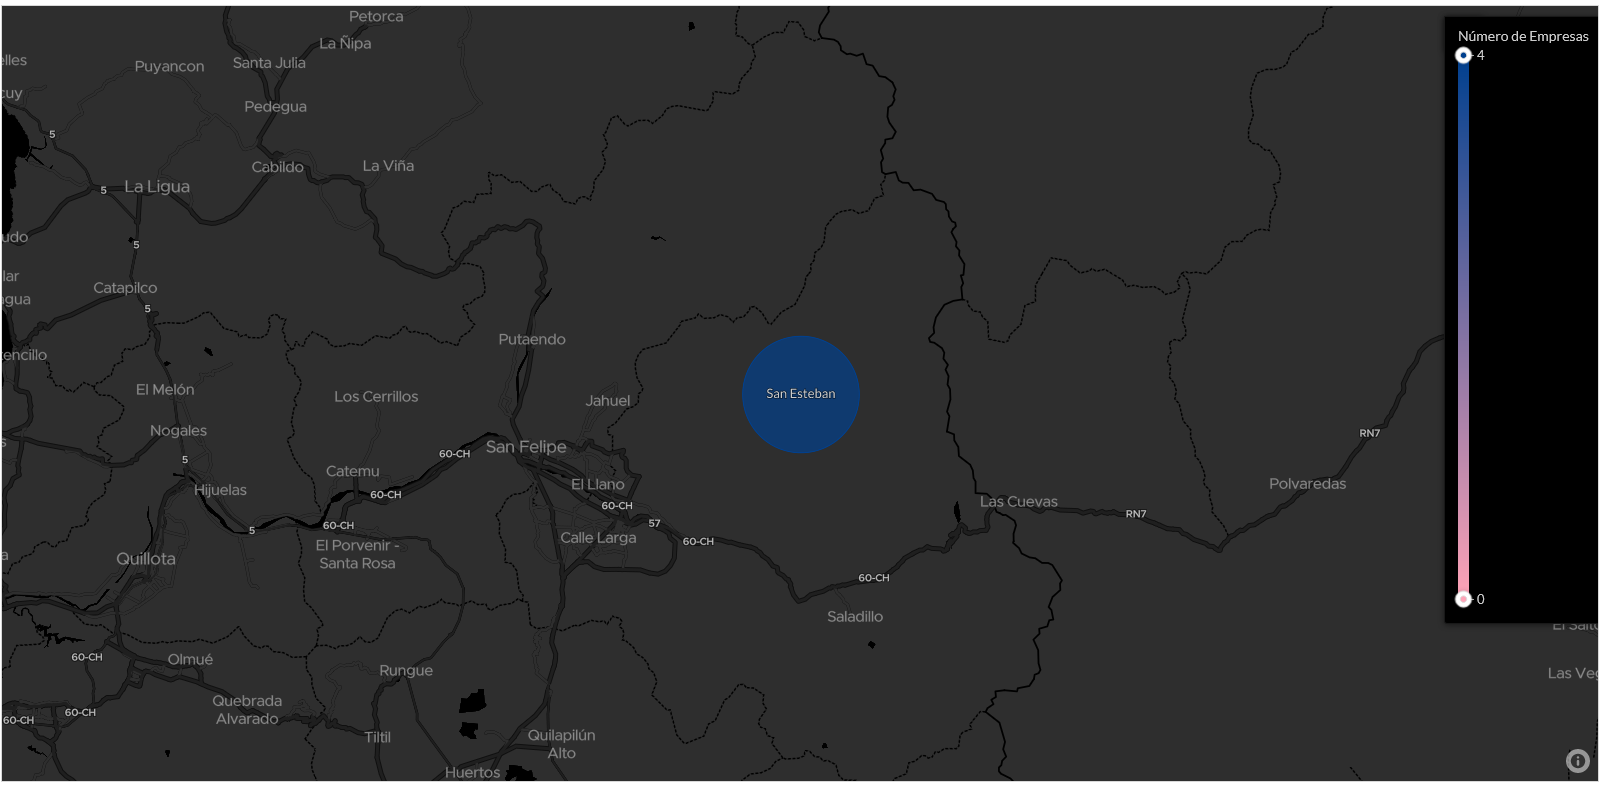 Petorca
La Ñipa
Número de Empresas
4
elles
Puyancon
Santa Julia
cuy
Pedegua
5
Cabildo
La Viña
5
La Ligua
udo
5
lar
Catapilco
agua
5
Putaendo
encillo
El Melón
Los Cerrillos
Jahuel
San Esteban
Nogales
RN7
s
San Felipe
60-CH
5
Catemu
El Llano
Polvaredas
Hijuelas
60-CH
60-CH
Las Cuevas
RN7
5
60-CH
57
Calle Larga
60-CH
El Porvenir -
Santa Rosa
a
Quillota
60-CH
0
Saladillo
El Salto
60-CH
Olmué
Rungue
Las Veg
Quebrada
Alvarado
60-CH
60-CH
Tiltil
Quilapilún
Alto
Huertos